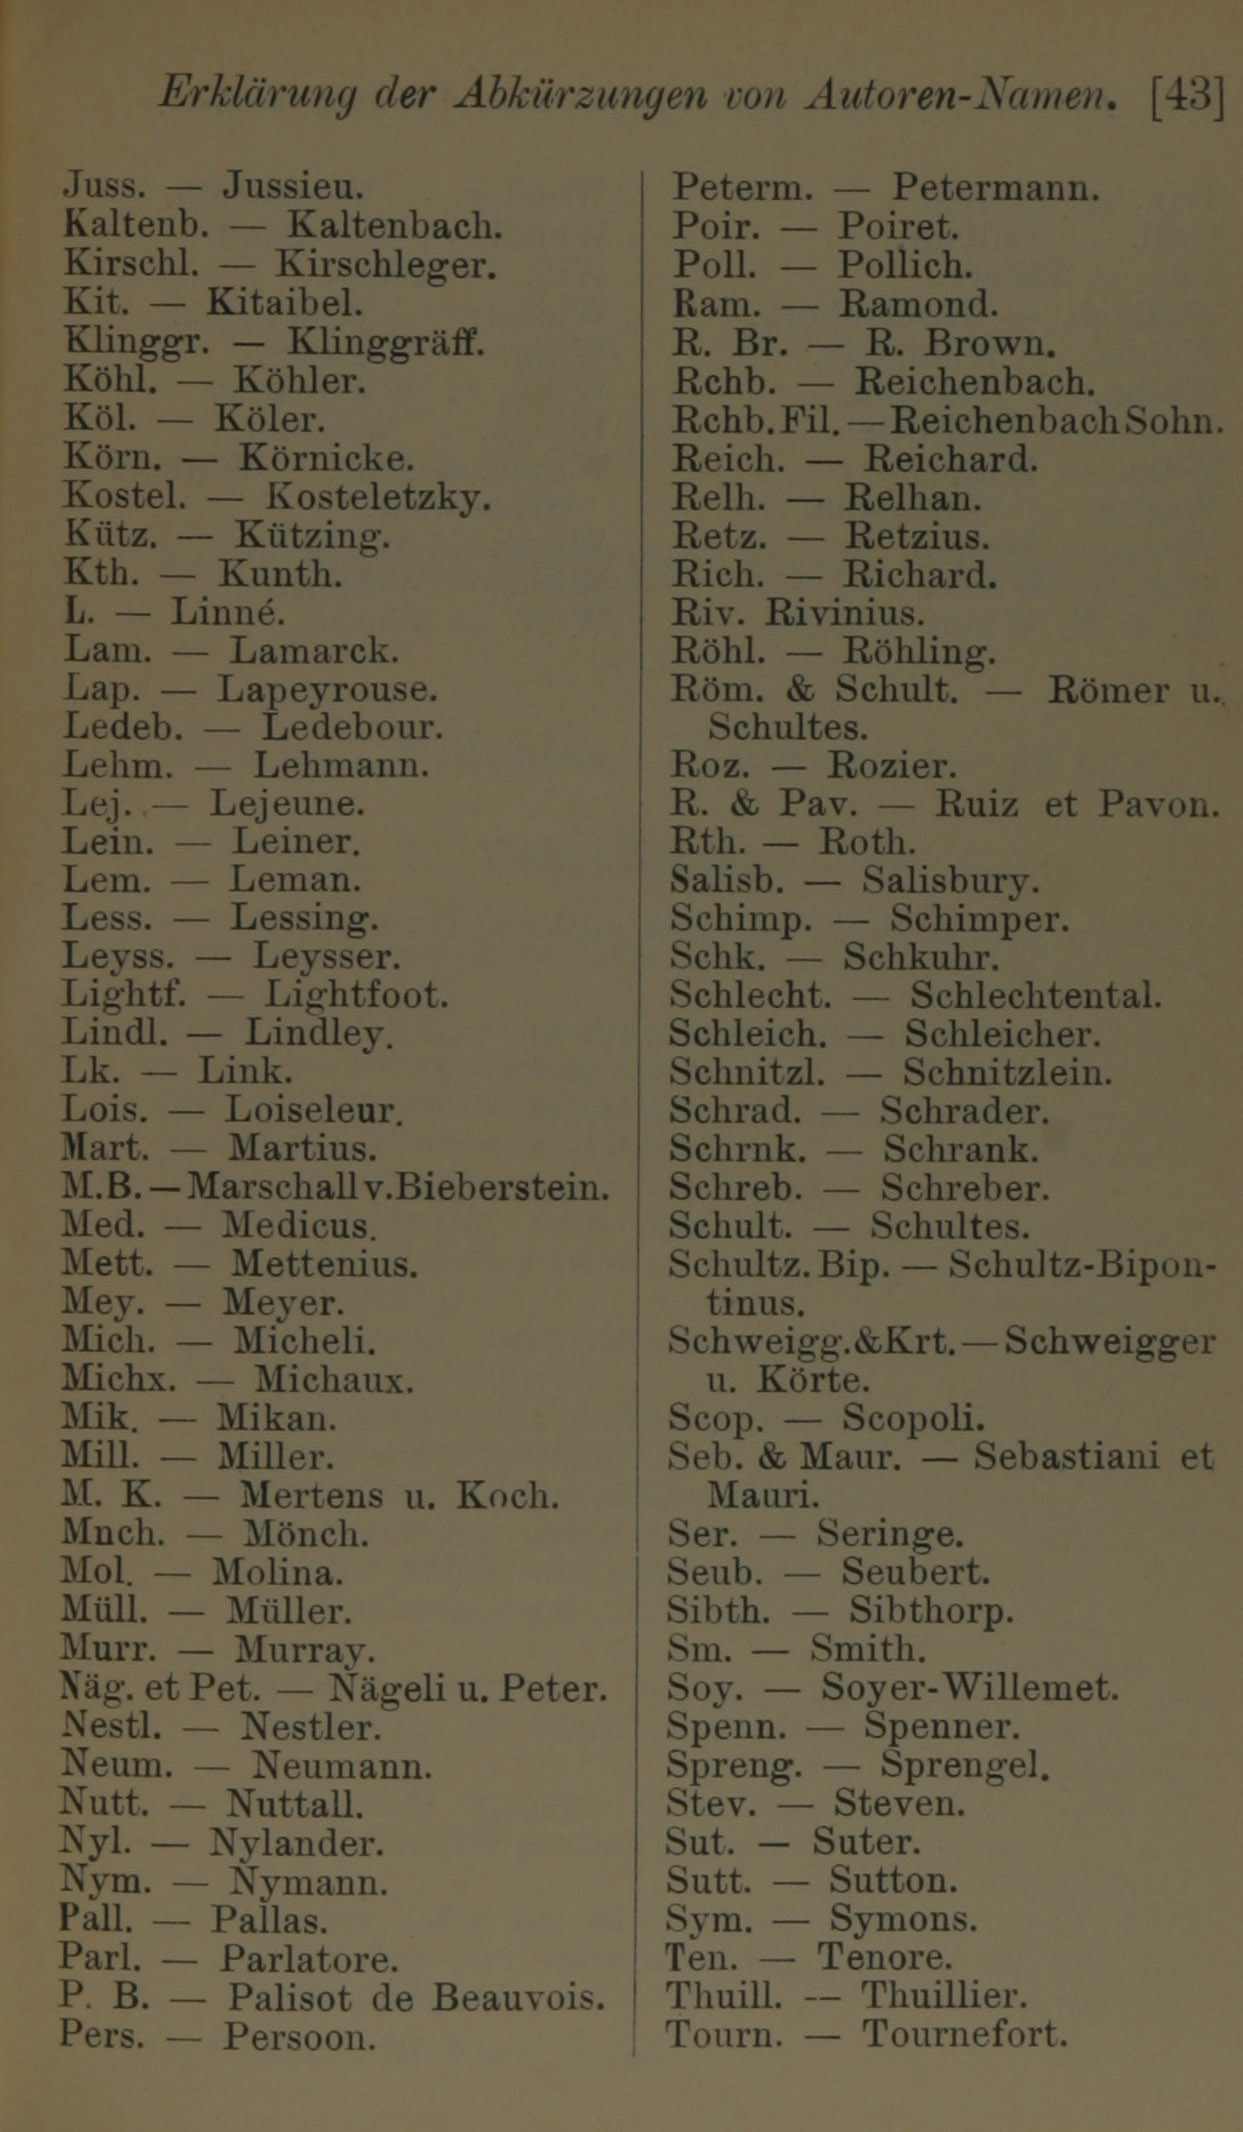 Erklärung der Abkürzungen von Autoren-Namen. [43]
Juss. — Jussieu.
Kaltenb. — Kaltenbach.
Kirschl. — Kirschleger.
Kit. — Kitaibel.
Klinggr. — Klinggräff.
Köhl. — Köhler.
Köl. — Köler.
Körn. — Körnicke.
Kostel. — Kosteletzky.
Kütz. — Kützing.
Kth. — Kunth.
L. — Linné.
Lam. — Lamarck.
Lap. — Lapeyrouse.
Ledeb. — Ledebour.
Lehm. — Lehmann.
Lej. — Lejeune.
Lein. — Leiner.
Lem. — Leman.
Less. — Lessing.
Leyss. — Leysser.
Lightf. — Lightfoot.
Lindl. — Lindley.
Lk. — Link.
Lois. — Loiseleur.
Mart. — Martius.
M.B. — Marschall v. Bieberstein.
Med. — Medicus.
Mett. — Mettenius.
Mey. — Meyer.
Mich. — Micheli.
Michx. — Michaux.
Mik. — Mikan.
Mill. — Miller.
M. K. — Mertens u. Koch.
Mnch. — Mönch.
Mol. — Molina.
Müll. — Müller.
Murr. — Murray.
Näg. et Pet. — Nägeli u. Peter.
Nestl. — Nestler.
Neum. — Neumann.
Nutt. — Nuttall.
Nyl. — Nylander.
Nym. — Nymann.
Pall. — Pallas.
Parl. — Parlatore.
P. B. — Palisot de Beauvois.
Pers. — Persoon.
Peterm. — Petermann.
Poir. — Poiret.
Poll. — Pollich.
Ram. — Ramond.
R. Br. — R. Brown.
Rchb. — Reichenbach.
Rchb. Fil. — Reichenbach Sohn.
Reich. — Reichard.
Relh. — Relhan.
Retz. — Retzius.
Rich. — Richard.
Riv. Rivinius.
Röhl. — Röhling.
Röm. & Schult. — Römer u.
Schultes.
Roz. — Rozier.
R. & Pav. — Ruiz et Pavon.
Rth. — Roth.
Salisb. — Salisbury.
Schimp. — Schimper.
Schk. — Schkuhr.
Schlecht. — Schlechtental.
Schleich. — Schleicher.
Schnitzl. — Schnitzlein.
Schrad. — Schrader.
Schrnk. — Schrank.
Schreb. — Schreber.
Schult. — Schultes.
Schultz. Bip. — Schultz-Bipon-
tinus.
Schweigg. & Krt. — Schweigger
u. Körte.
Scop. — Scopoli.
Seb. & Maur. — Sebastiani et
Mauri.
Ser. — Seringe.
Seub. — Seubert.
Sibth. — Sibthorp.
Sm. — Smith.
Soy. — Soyer-Willemet.
Spenn. — Spenner.
Spreng. — Sprengel.
Stev. — Steven.
Sut. — Suter.
Sutt. — Sutton.
Sym. — Symons.
Ten. — Tenore.
Thuill. — Thuillier.
Tourn. — Tournefort.